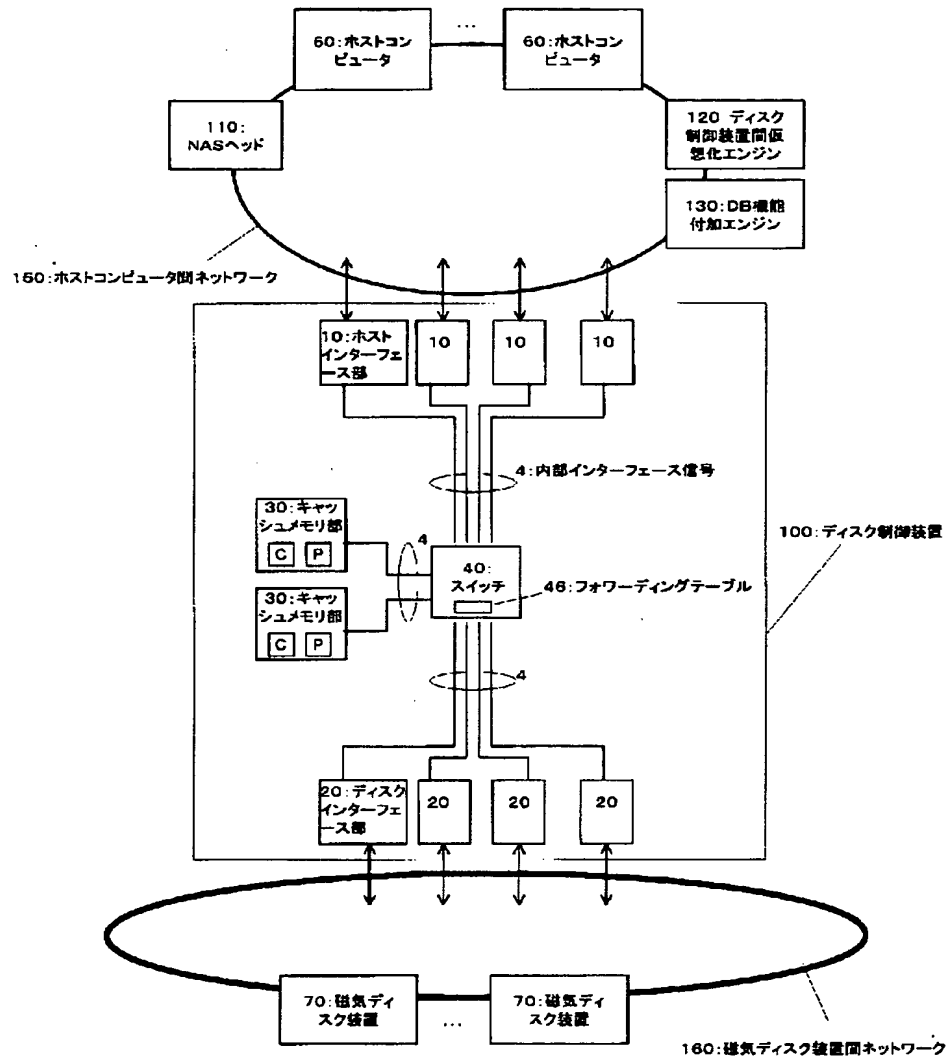 ...
60:ホストコン
ピュータ
60:ホストコン
ピュータ
110:
NASヘッド
120 ディスク
制御装置間仮
想化エンジン
130:DB機能
付加エンジン
150:ホストコンピュータ間ネットワーク
10:ホスト
インターフェ
ース部
10
10
10
4:内部インターフェース信号
30:キャッ
シュメモリ部
C P
4
40:
スイッチ
100:ディスク制御装置
46:フォワーディングテーブル
30:キャッ
シュメモリ部
C P
4
20:ディスク
インターフェ
ース部
20
20
20
70:磁気ディ
スク装置
...
70:磁気ディ
スク装置
160:磁気ディスク装置間ネットワーク